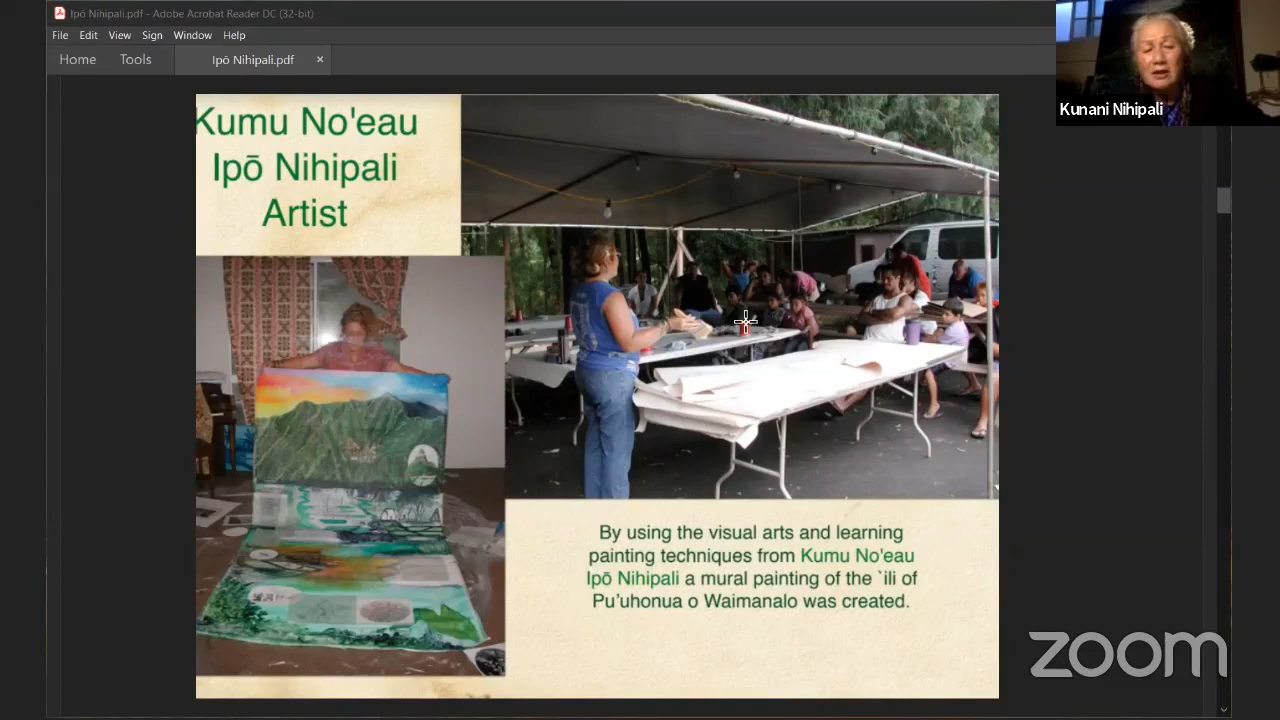 Ipō Nihipali.pdf - Adobe Acrobat Reader DC (32-bit)
File Edit View Sign Window Help
Home Tools Ipō Nihipali.pdf ×
Kunani Nihipali
Kumu No'eau
Ipō Nihipali
Artist
By using the visual arts and learning
painting techniques from Kumu No'eau
Ipō Nihipali a mural painting of the `ili of
Pu’uhonua o Waimanalo was created.
zoom